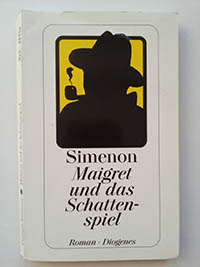 Simenon
Maigret
und das
Schatten-
spiel
Roman · Diogenes